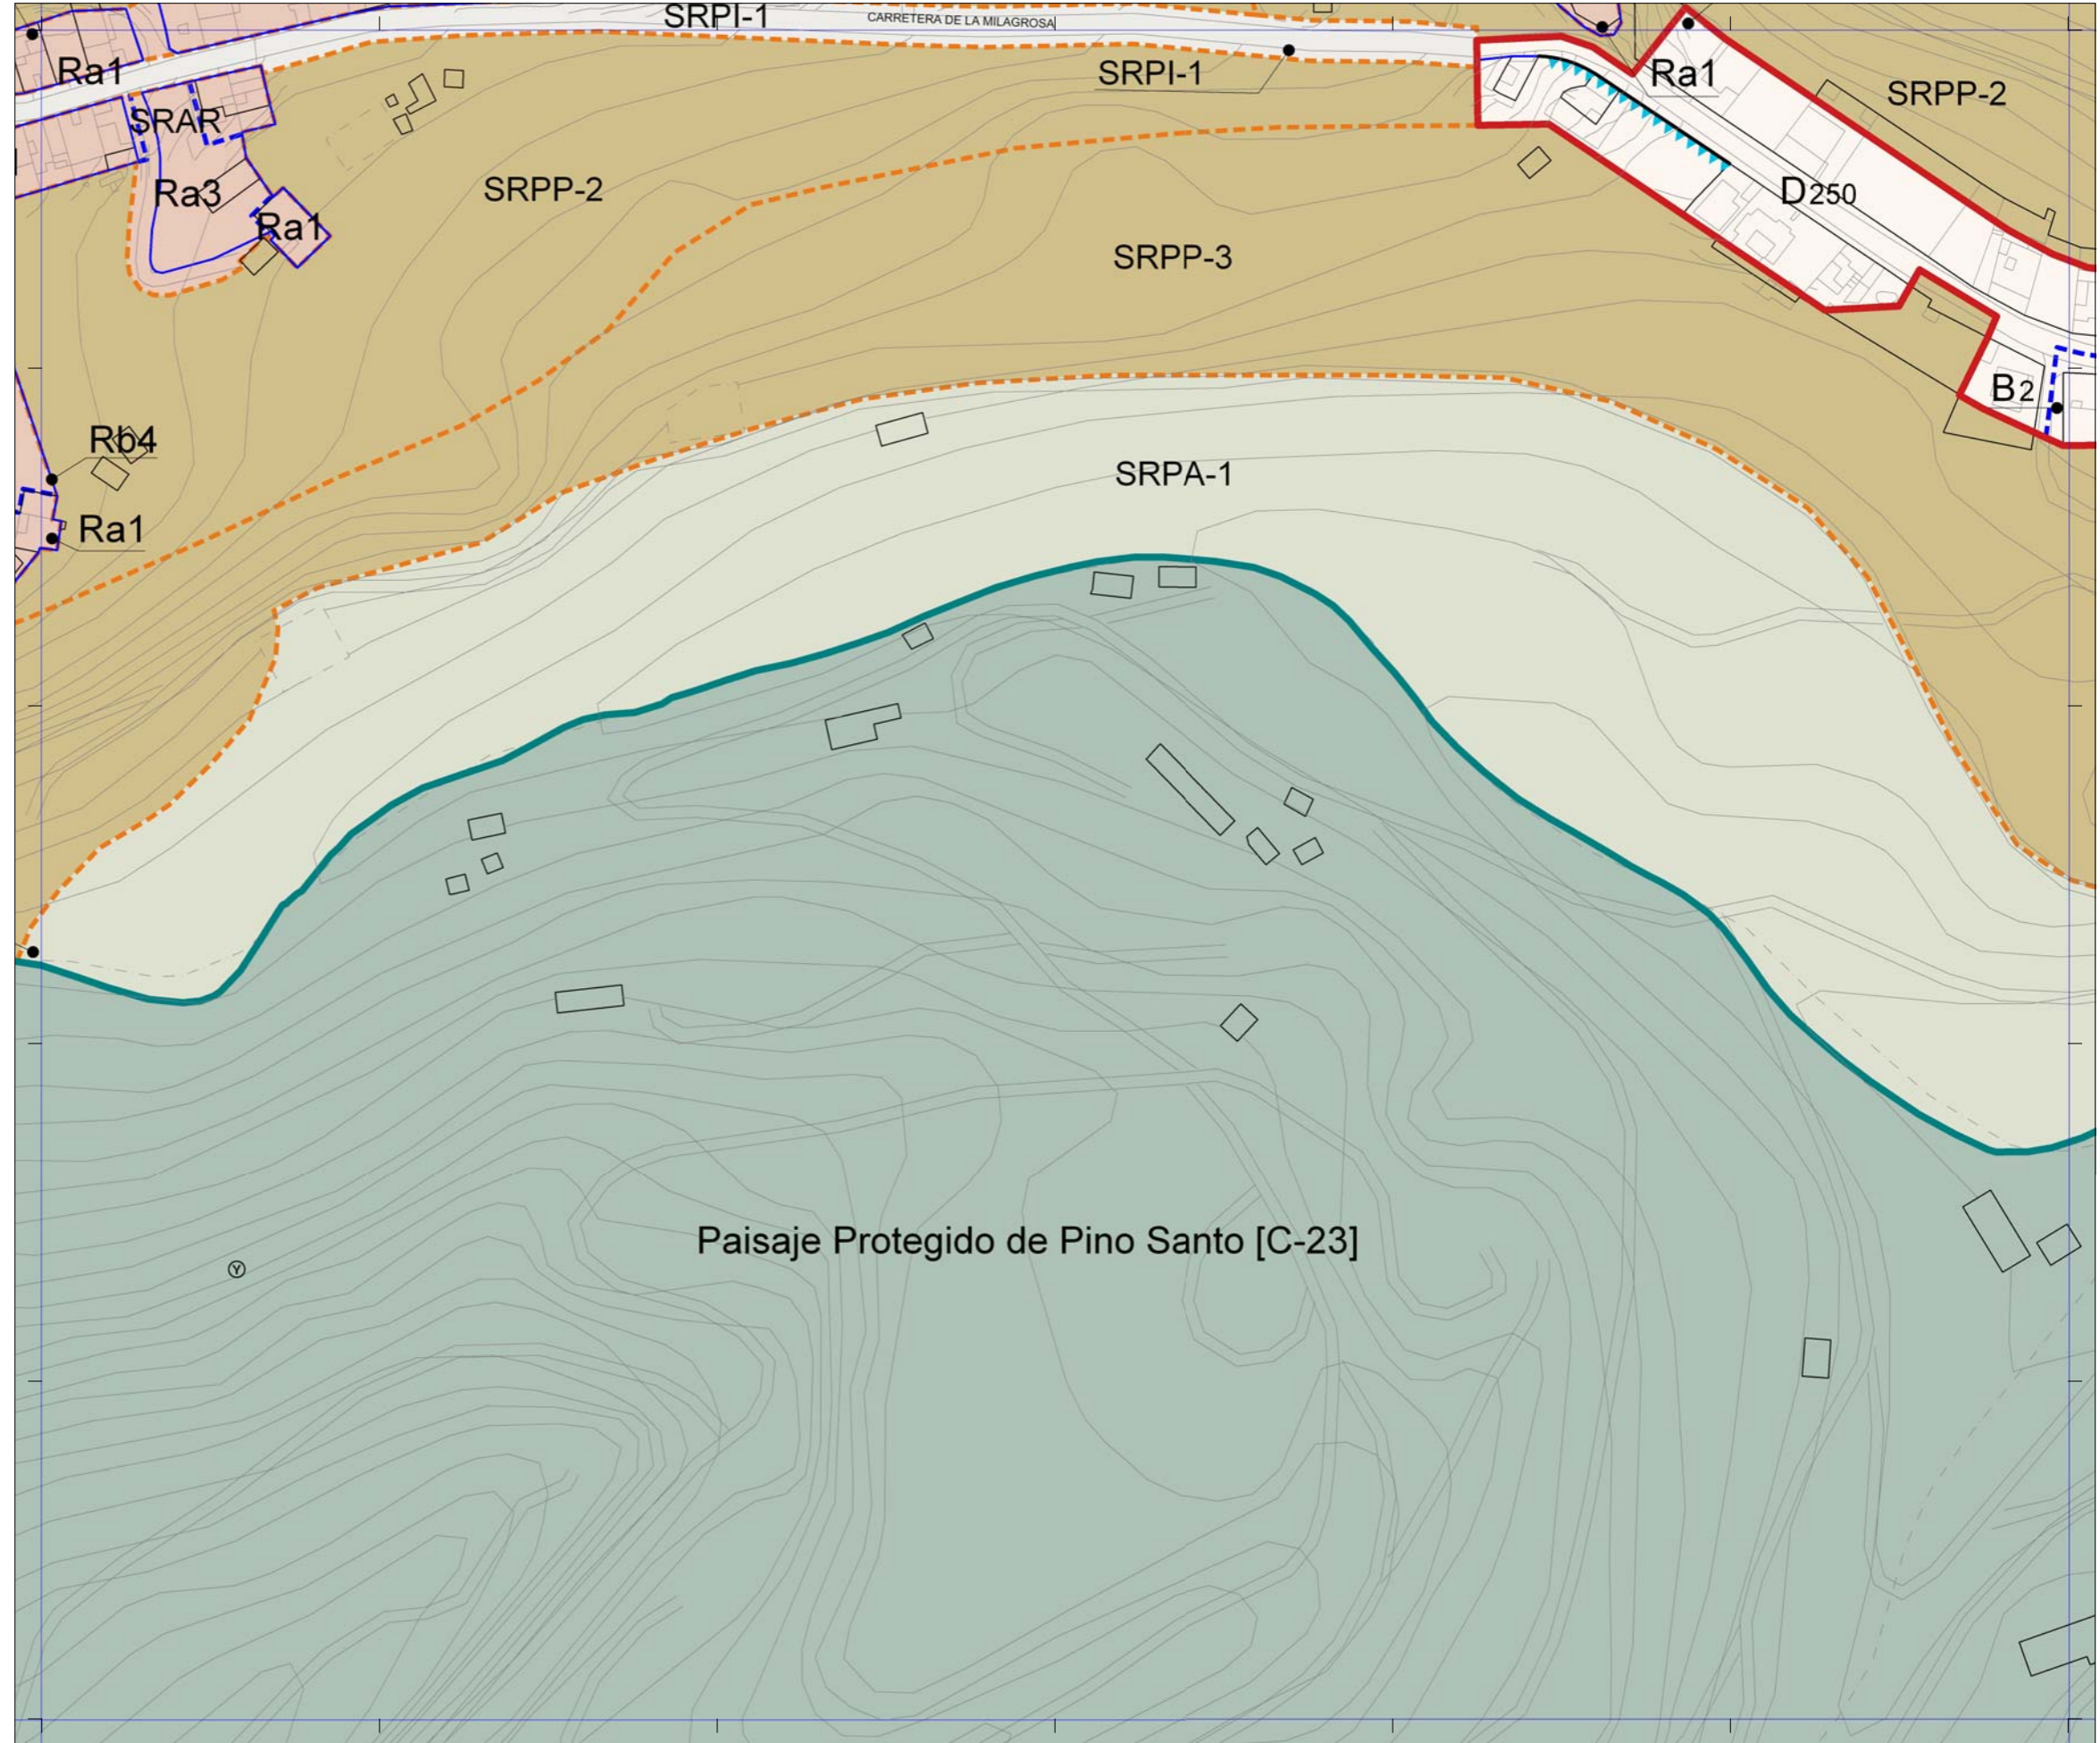 SRPI-1
CARRETERA DE LA MILAGROSA
Ra1
SRPI-1
Ra1
SRPP-2
SRAR
Ra3
SRPP-2
D250
Ra1
SRPP-3
B2
Rb4
SRPA-1
Ra1
Paisaje Protegido de Pino Santo [C-23]
Y